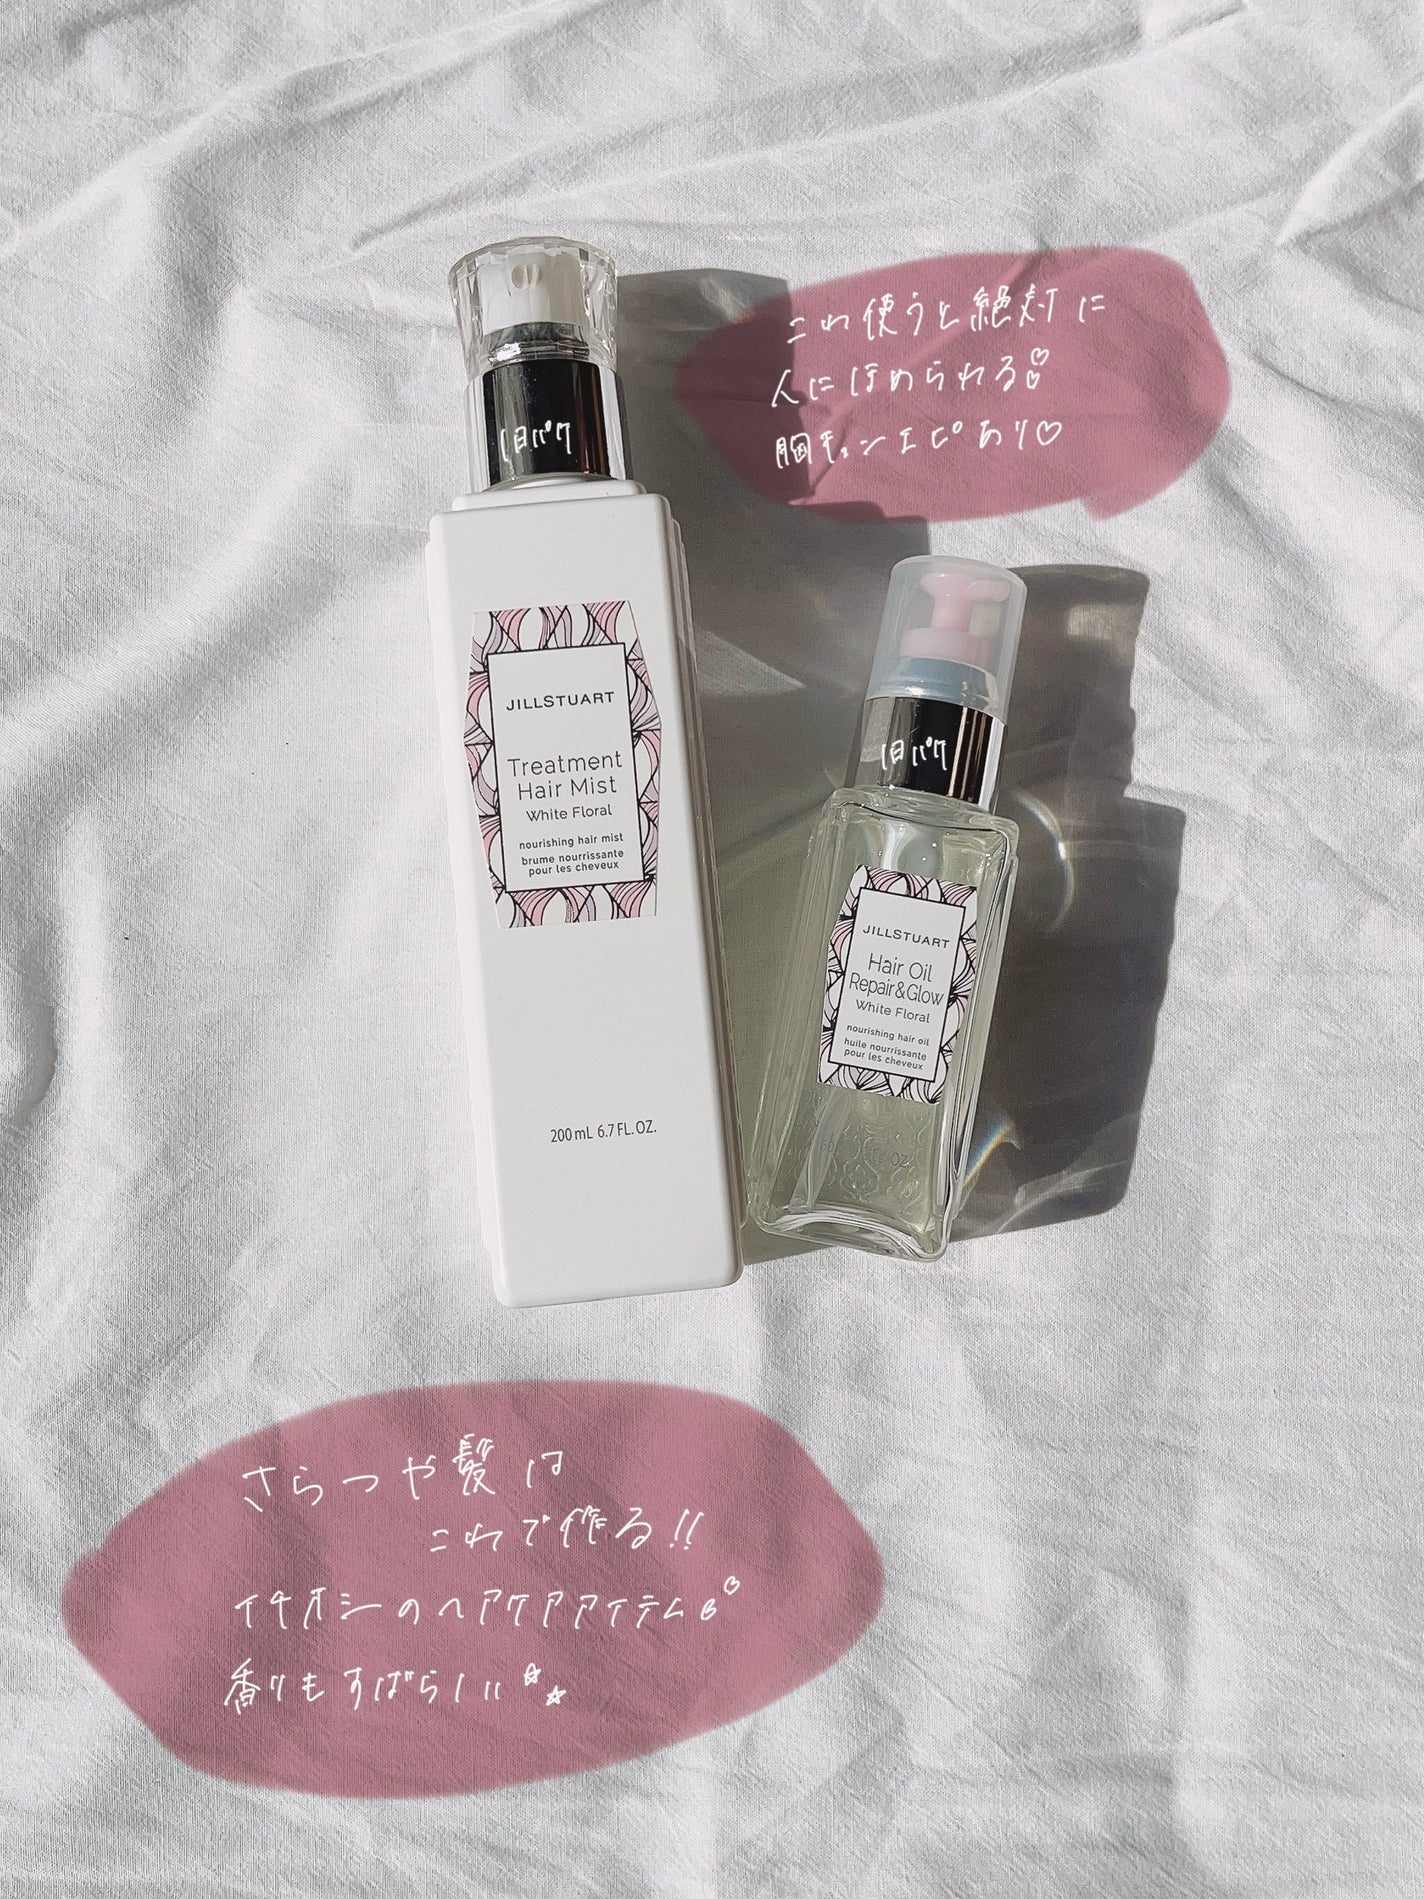 これ使うと絶対に
人にほめられる
胸キュンエピあり♡
旧パケ
JILLSTUART
Treatment
Hair Mist
White Floral
nourishing hair mist
brume nourrissante
pour les cheveux
200 mL 6.7 FL. OZ.
旧パケ
JILLSTUART
Hair Oil
Repair&Glow
White Floral
nourishing hair oil
huile nourrissante
pour les cheveux
さらつや髪は
これで作る!!
イチオシのヘアケアアイテム
香りもすばらしい